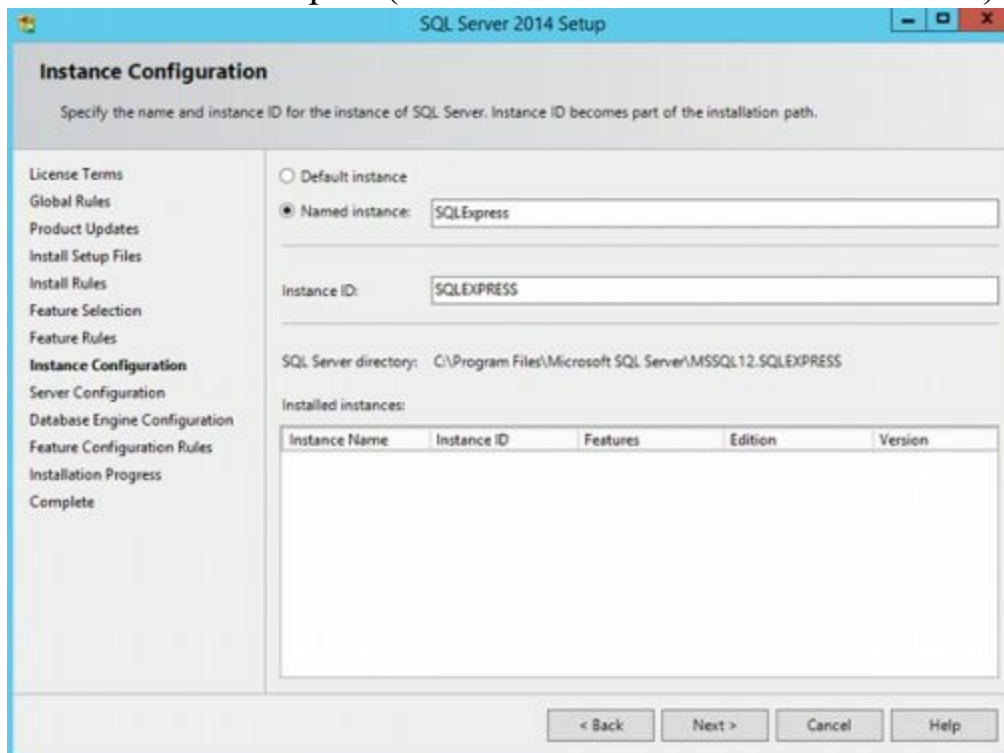 SQL Server 2014 Setup
Instance Configuration
Specify the name and instance ID for the instance of SQL Server. Instance ID becomes part of the installation path.
License Terms
Global Rules
Product Updates
Install Setup Files
Install Rules
Feature Selection
Feature Rules
Instance Configuration
Server Configuration
Database Engine Configuration
Feature Configuration Rules
Installation Progress
Complete
Default instance
Named instance: SQLExpress
Instance ID: SQLEXPRESS
SQL Server directory: C:\Program Files\Microsoft SQL Server\MSSQL12.SQLEXPRESS
Installed instances:
Instance Name Instance ID Features Edition Version
< Back Next > Cancel Help